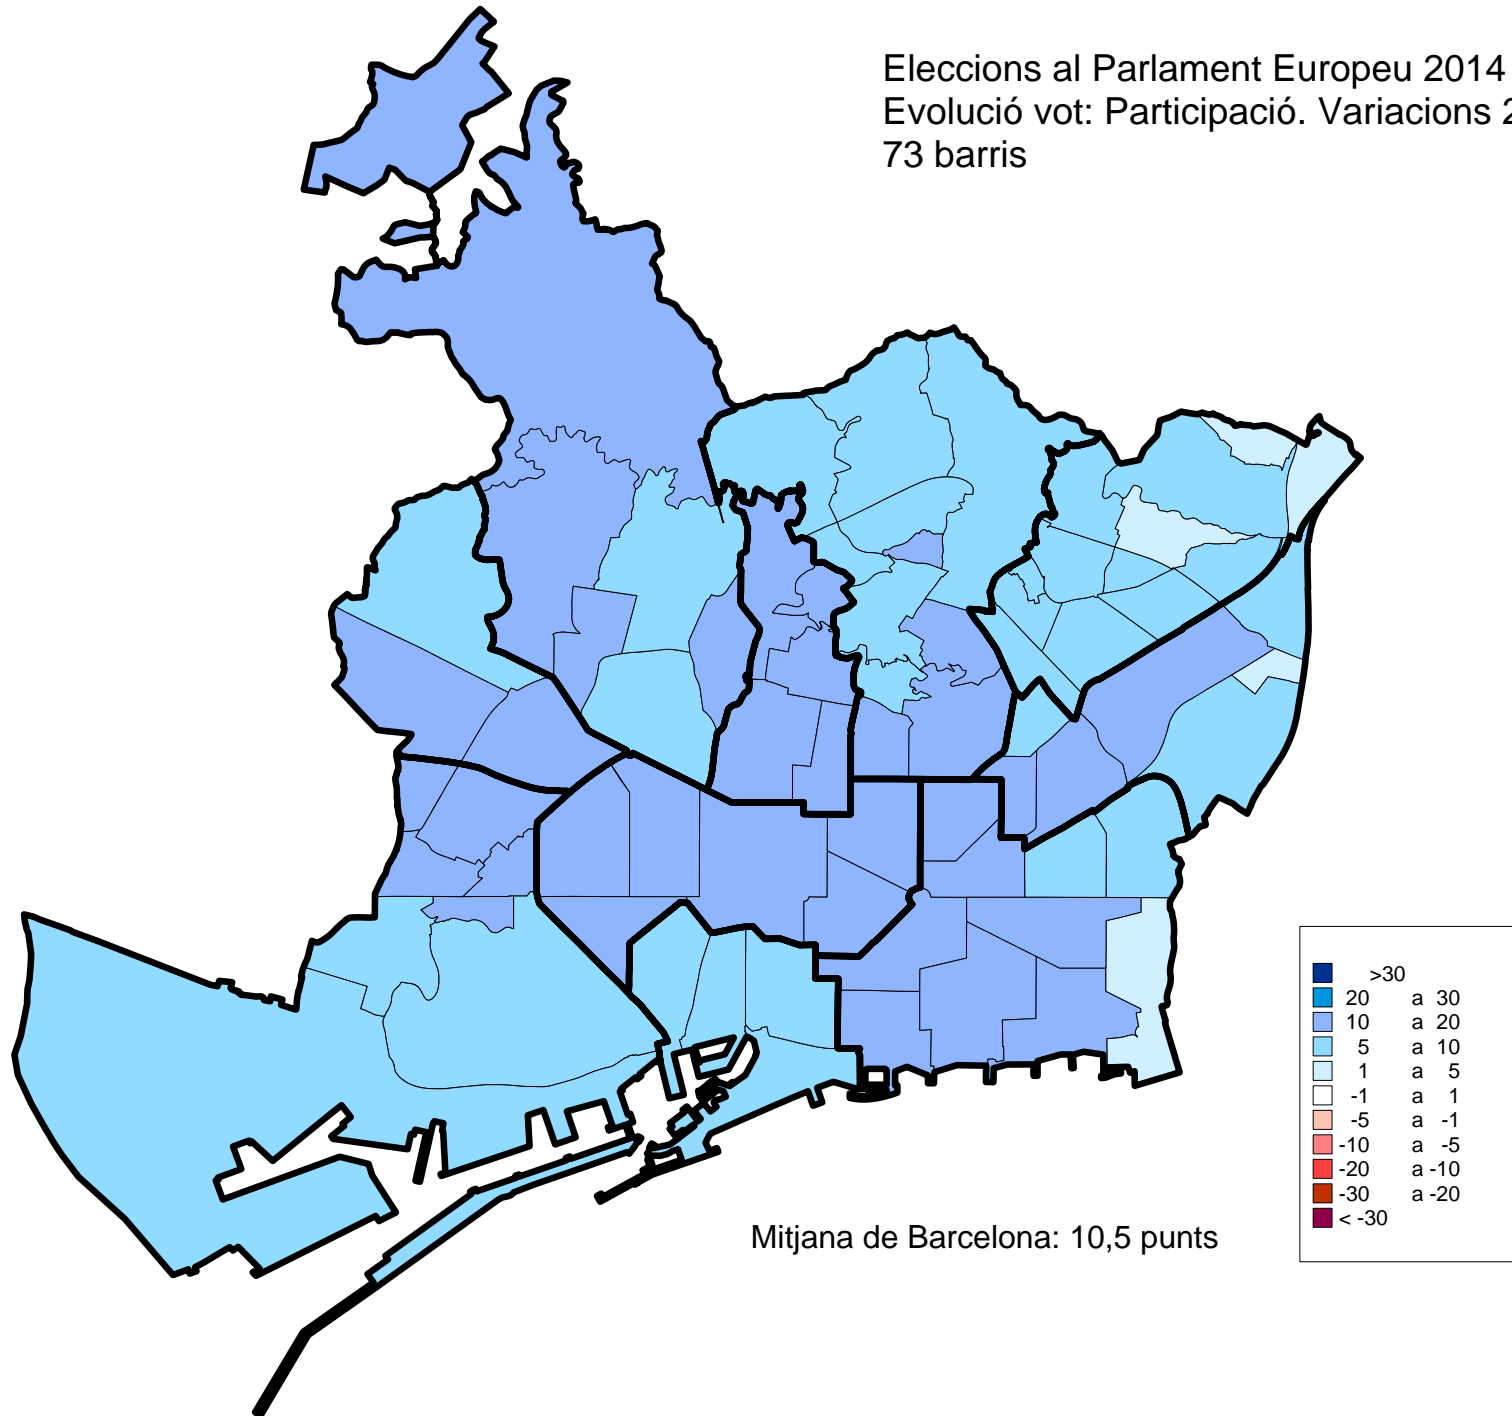 Eleccions al Parlament Europeu 2014
Evolució vot: Participació. Variacions 2
73 barris
>30
20 a 30
10 a 20
5 a 10
1 a 5
-1 a 1
-5 a -1
-10 a -5
-20 a -10
-30 a -20
< -30
Mitjana de Barcelona: 10,5 punts